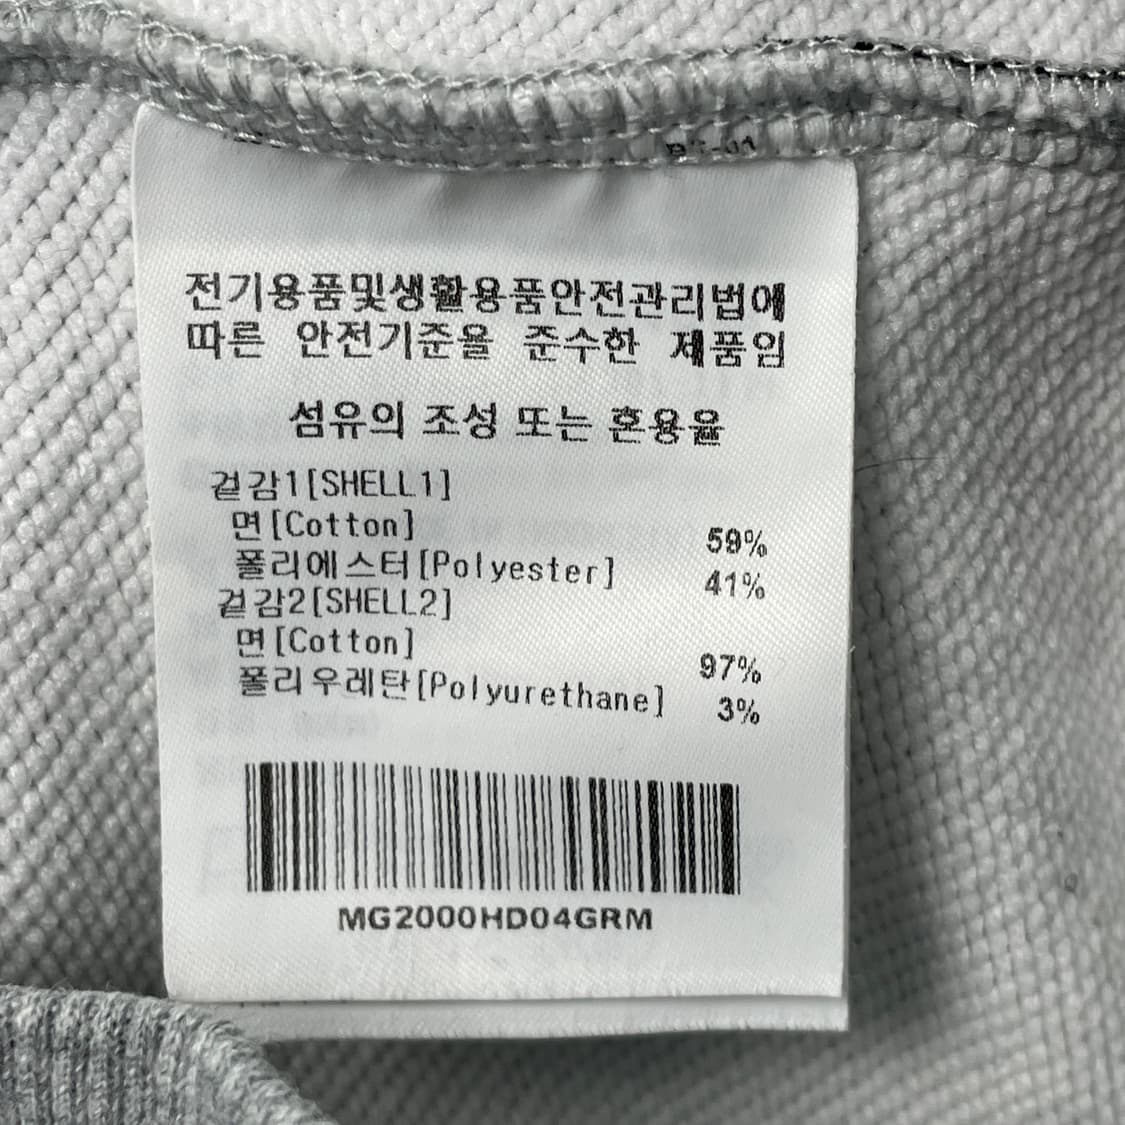 전기용품및생활용품안전관리법에
따른 안전기준을 준수한 제품임
섬유의 조성 또는 혼용율
겉감1[SHELL1]
면[Cotton] 59%
폴리에스터[Polyester] 41%
겉감2[SHELL2]
면[Cotton] 97%
폴리우레탄[Polyurethane] 3%
MG2000HD04GRM